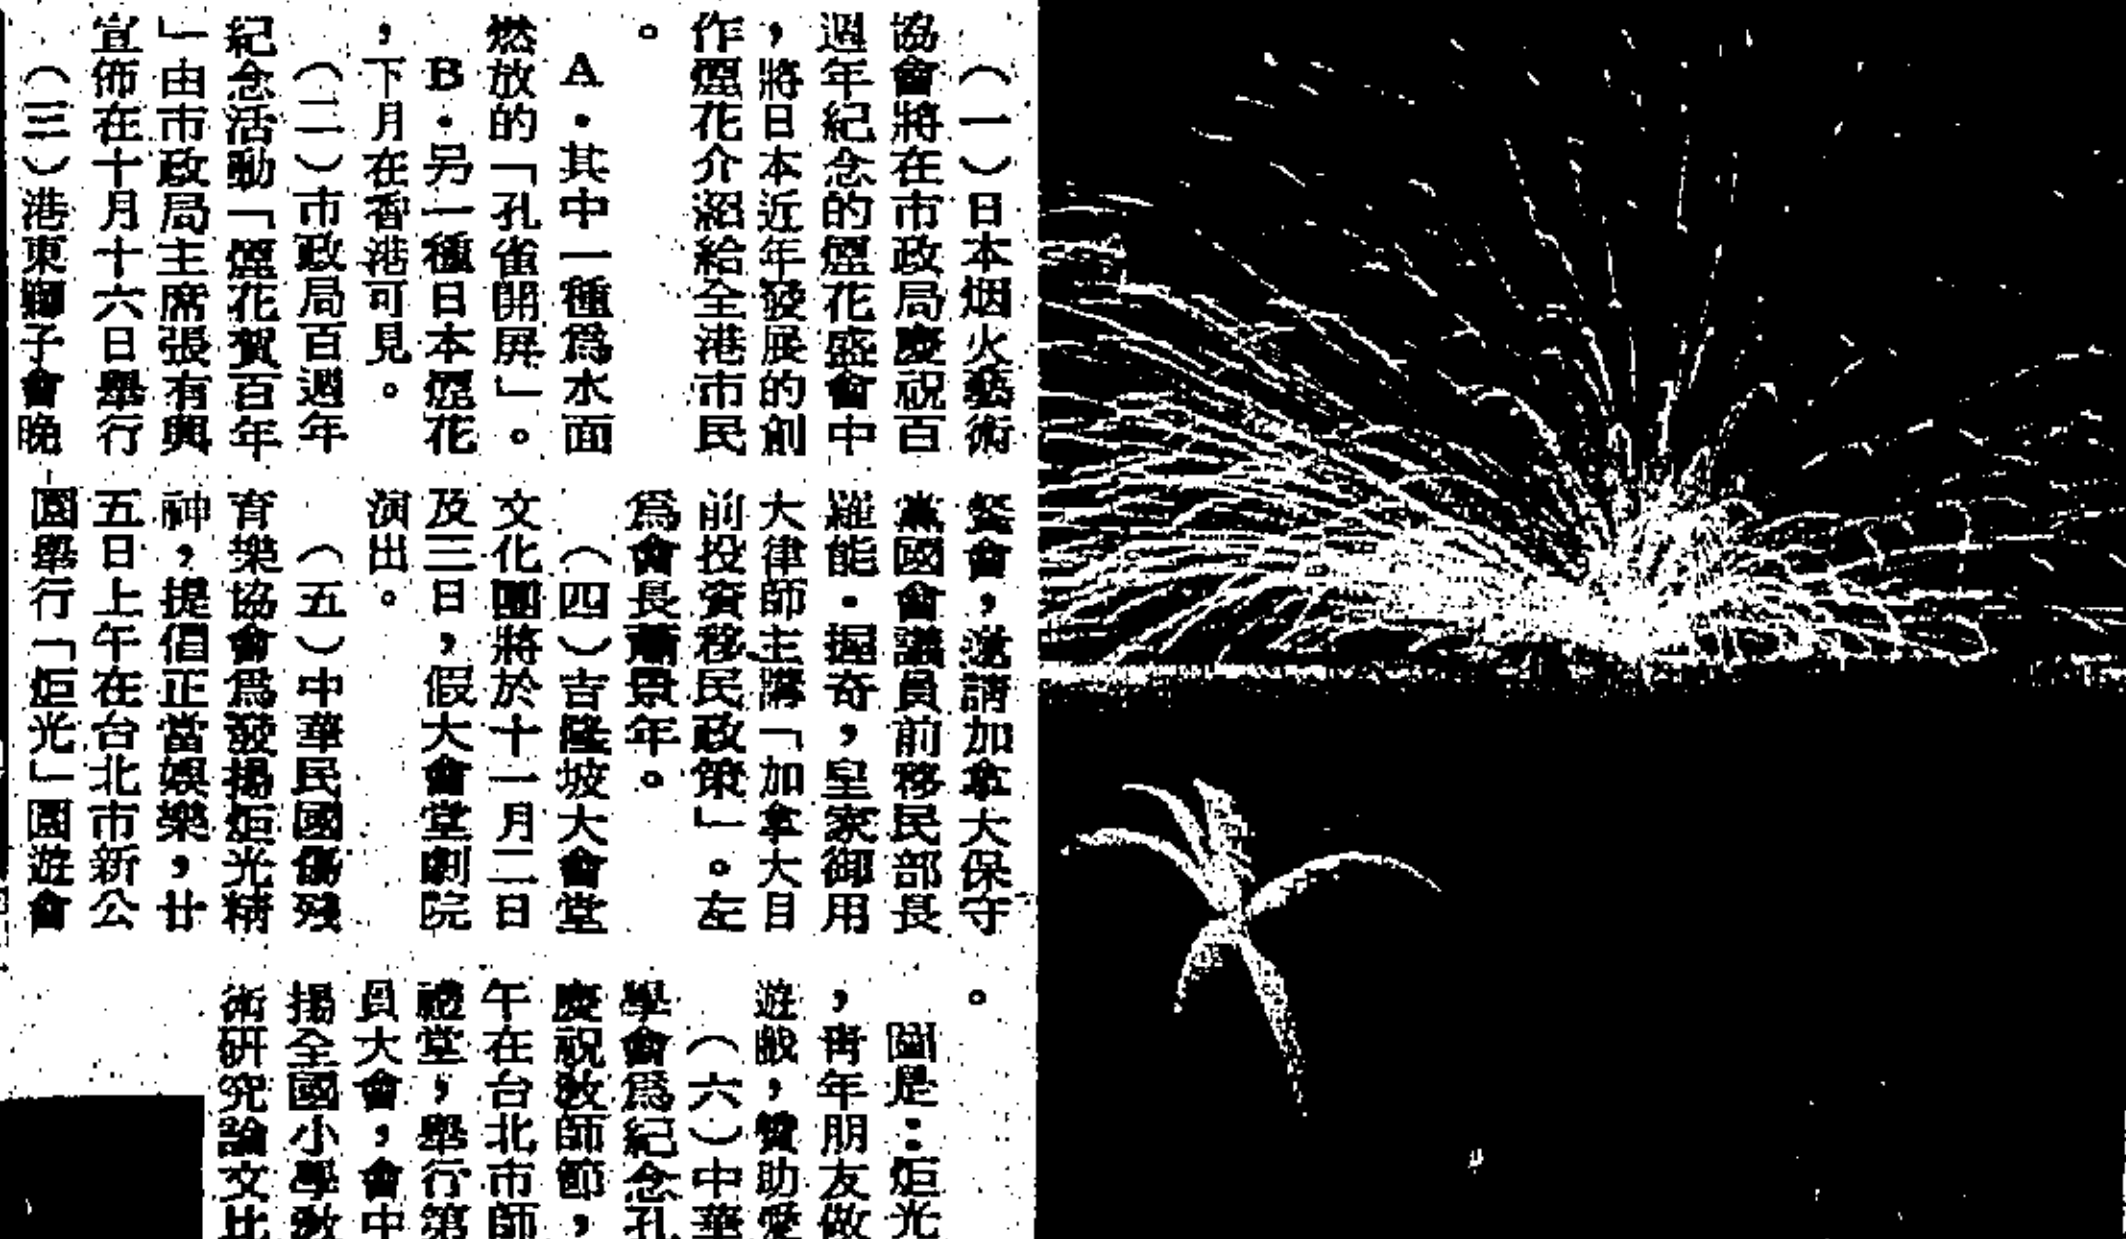 （一）日本烟火藝術
協會將在市政局慶祝百
週年紀念的煙花盛會中
，將日本近年發展的創
作煙花介紹給全港市民
。
A・其中一種爲水面
燃放的「孔雀開屏」。
B・另一種日本煙花
，下月在香港可見。
（二）市政局百週年
紀念活動「煙花賀百年
」由市政局主席張有興
宣佈在十月十六日舉行
（三）港東獅子會晚
餐會，邀請加拿大保守
黨國會議員前移民部長
羅能・握奇，皇家御用
大律師主講「加拿大目
前投資移民政策」。左
爲會長蕭景年。
（四）吉隆坡大會堂
文化團將於十一月二日
及三日，假大會堂劇院
演出。
（五）中華民國傷殘
育樂協會爲發揚炬光精
神，提倡正當娛樂，廿
五日上午在台北市新公
園舉行「炬光」園遊會
。
圖是：炬光
，青年朋友做
遊戲，贊助愛
（六）中華
學會爲紀念孔
慶祝教師節，
午在台北市師
禮堂，舉行第
員大會，會中
揚全國小學教
術研究論文比